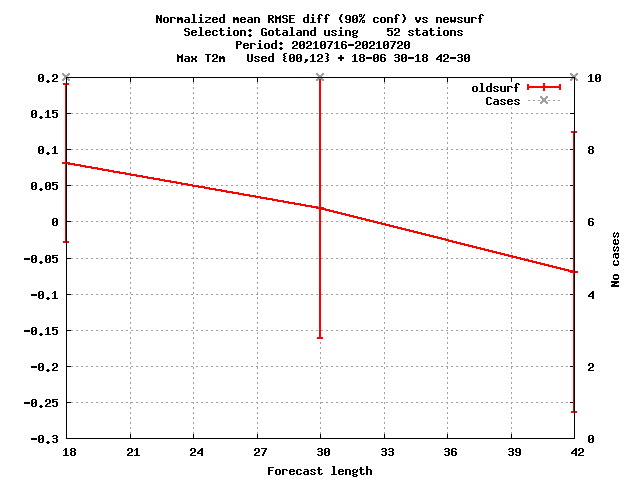 Normalized mean RMSE diff (90% conf) vs newsurf
Selection: Gotaland using    52 stations
Period: 20210716-20210720
Max T2m   Used {00,12} + 18-06 30-18 42-30
oldsurf
Cases
0.2
0.15
0.1
0.05
0
-0.05
-0.1
-0.15
-0.2
-0.25
-0.3
10
8
6
4
2
0
No cases
18 21 24 27 30 33 36 39 42
Forecast length